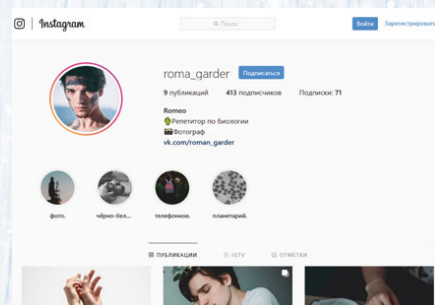 Instagram
Поиск
Войти Зарегистрироваться
roma_garder Подписаться
9 публикаций 413 подписчиков Подписки: 71
Romeo
Репетитор по биологии
Фотограф
vk.com/roman_garder
фото. чёрно-бел... телефонное. планетарий.
ПУБЛИКАЦИИ IGTV ОТМЕТКИ